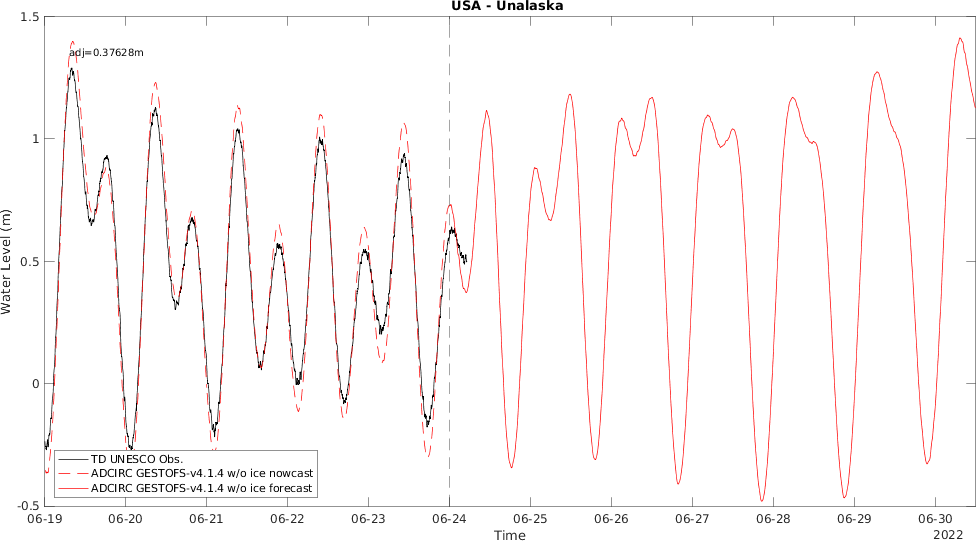 USA - Unalaska
1.5
1
0.5
0
-0.5
Water Level (m)
adj=0.37628m
TD UNESCO Obs.
ADCIRC GESTOFS-v4.1.4 w/o ice nowcast
ADCIRC GESTOFS-v4.1.4 w/o ice forecast
06-19 06-20 06-21 06-22 06-23 06-24 06-25 06-26 06-27 06-28 06-29 06-30
2022
Time